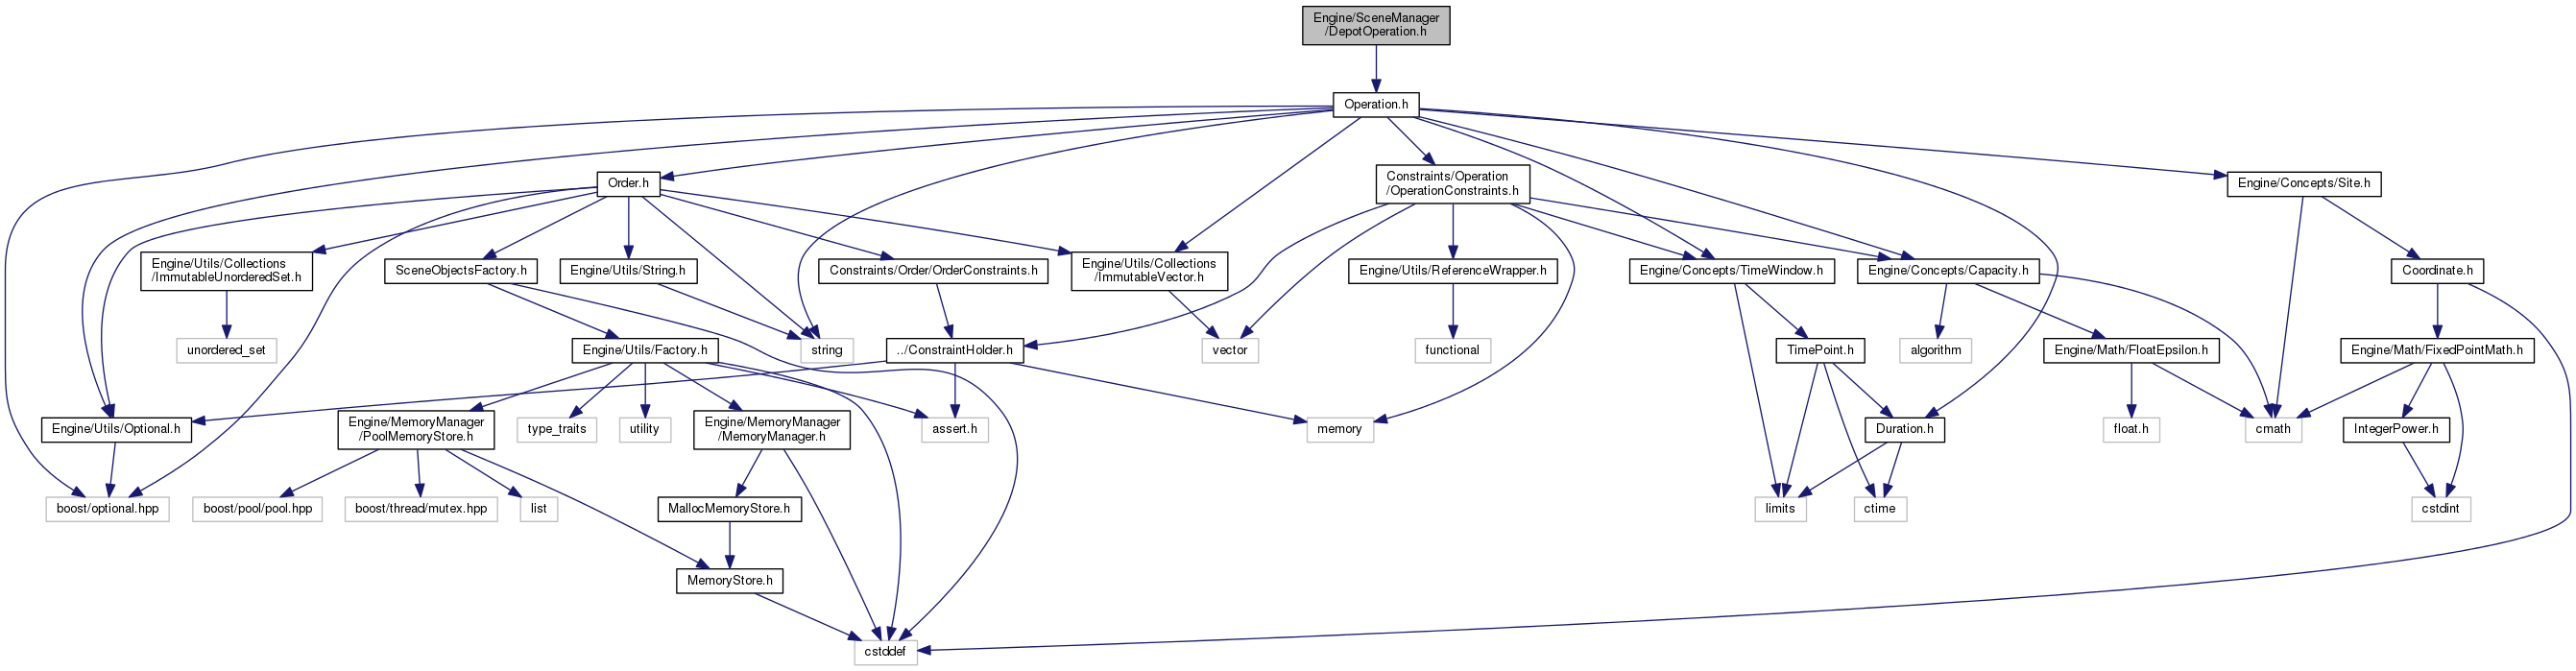 Engine/SceneManager
/DepotOperation.h
Operation.h
Order.h
Constraints/Operation
/OperationConstraints.h
Engine/Concepts/Site.h
Engine/Utils/Collections
/ImmutableUnorderedSet.h
SceneObjectsFactory.h
Engine/Utils/String.h
Constraints/Order/OrderConstraints.h
Engine/Utils/Collections
/ImmutableVector.h
Engine/Utils/ReferenceWrapper.h
Engine/Concepts/TimeWindow.h
Engine/Concepts/Capacity.h
Coordinate.h
unordered_set
Engine/Utils/Factory.h
string
../ConstraintHolder.h
vector
functional
TimePoint.h
algorithm
Engine/Math/FloatEpsilon.h
Engine/Math/FixedPointMath.h
Engine/Utils/Optional.h
Engine/MemoryManager
/PoolMemoryStore.h
type_traits
utility
Engine/MemoryManager
/MemoryManager.h
assert.h
memory
Duration.h
float.h
cmath
IntegerPower.h
boost/optional.hpp
boost/pool/pool.hpp
boost/thread/mutex.hpp
list
MallocMemoryStore.h
limits
ctime
cstdint
MemoryStore.h
cstddef